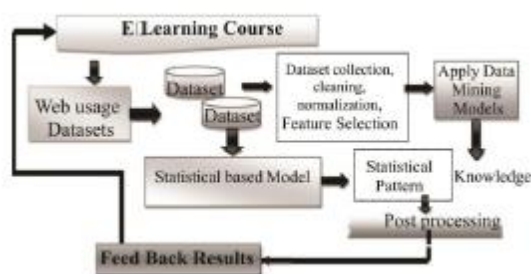 E Learning Course
Web usage
Datasets
Dataset
Dataset
Dataset collection,
cleaning,
normalization,
Feature Selection
Apply Data
Mining
Models
Statistical based Model
Statistical
Pattern
Knowledge
Post processing
Feed Back Results